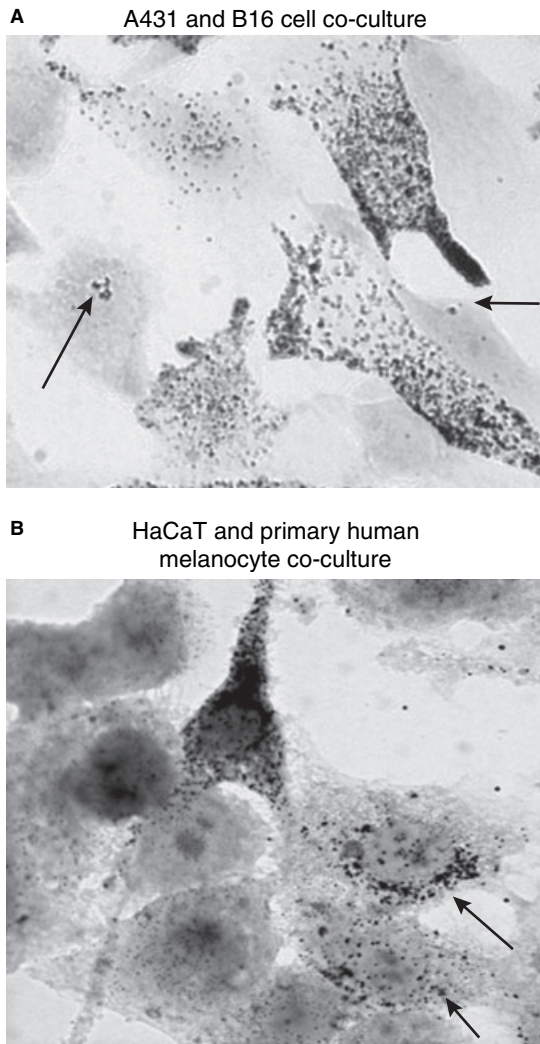 A
A431 and B16 cell co-culture
B
HaCaT and primary human
melanocyte co-culture